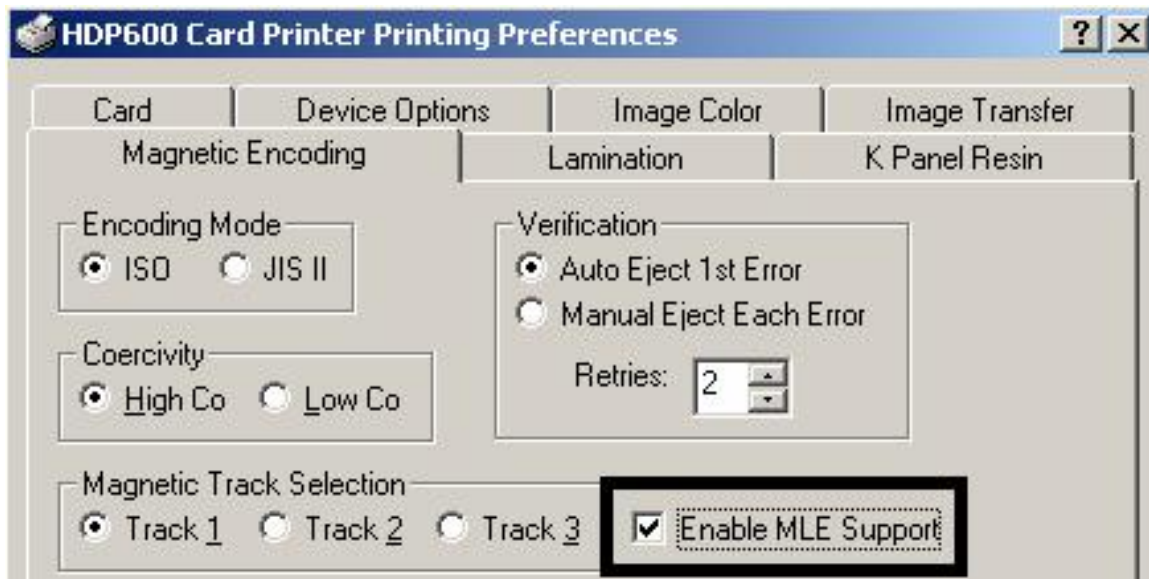 HDP600 Card Printer Printing Preferences
Card Device Options Image Color Image Transfer
Magnetic Encoding Lamination K Panel Resin
Encoding Mode
ISO JIS II
Verification
Auto Eject 1st Error
Manual Eject Each Error
Retries: 2
Coercivity
High Co Low Co
Magnetic Track Selection
Track 1 Track 2 Track 3 Enable MLE Support